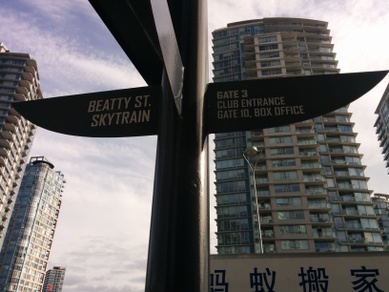 BEATTY ST.
SKYTRAIN
GATE 3
CLUB ENTRANCE
GATE 10, BOX OFFICE
蚂蚁搬家